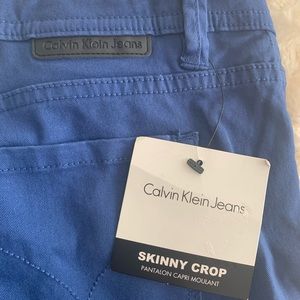 Calvin Klein Jeans
Calvin Klein Jeans
SKINNY CROP
PANTALON CAPRI MOULANT